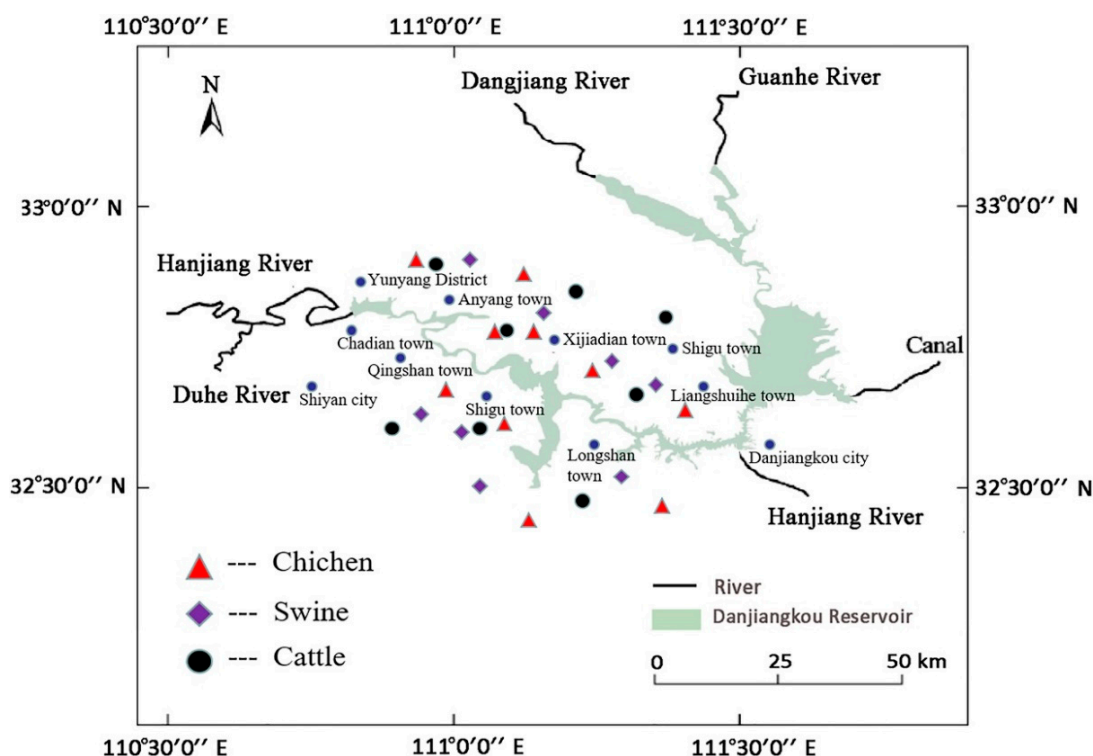 110°30'0'' E
111°0'0'' E
111°30'0'' E
Guanhe River
Dangjiang River
N
33°0'0'' N
33°0'0'' N
Hanjiang River
Yunyang District
Anyang town
Chadian town
Xijiadian town
Shigu town
Canal
Qingshan town
Duhe River
Shiyan city
Shigu town
Liangshuihe town
Longshan
town
Danjiangkou city
32°30'0'' N
32°30'0'' N
Hanjiang River
--- Chichen
--- Swine
--- Cattle
River
Danjiangkou Reservoir
0 25 50 km
110°30'0'' E
111°0'0'' E
111°30'0'' E